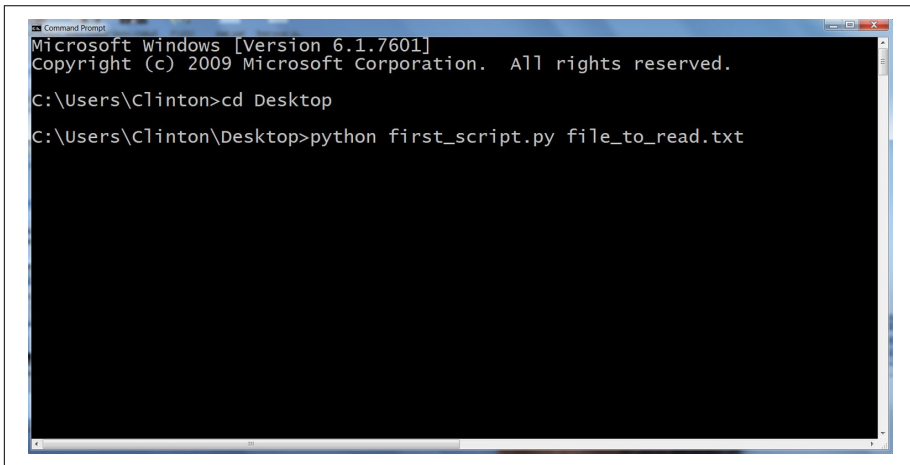 Command Prompt
Microsoft Windows [Version 6.1.7601]
Copyright (c) 2009 Microsoft Corporation.  All rights reserved.
C:\Users\Clinton>cd Desktop
C:\Users\Clinton\Desktop>python first_script.py file_to_read.txt